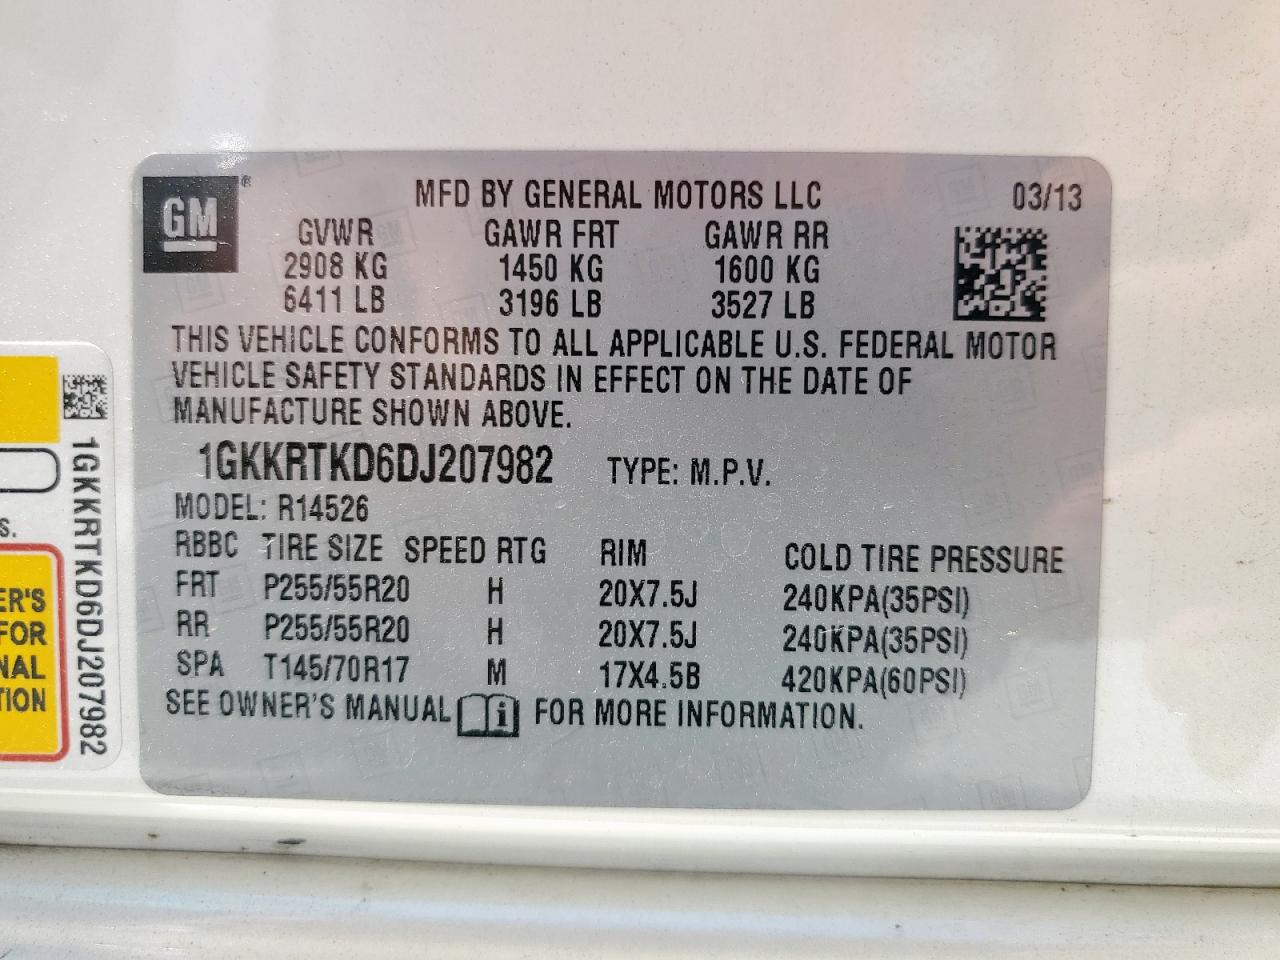 GM®
MFD BY GENERAL MOTORS LLC 03/13
GVWR GAWR FRT GAWR RR
2908 KG 1450 KG 1600 KG
6411 LB 3196 LB 3527 LB
THIS VEHICLE CONFORMS TO ALL APPLICABLE U.S. FEDERAL MOTOR
VEHICLE SAFETY STANDARDS IN EFFECT ON THE DATE OF
MANUFACTURE SHOWN ABOVE.
1GKKRTKD6DJ207982 TYPE: M.P.V.
MODEL: R14526
RBBC TIRE SIZE SPEED RTG RIM COLD TIRE PRESSURE
FRT P255/55R20 H 20X7.5J 240KPA(35PSI)
RR P255/55R20 H 20X7.5J 240KPA(35PSI)
SPA T145/70R17 M 17X4.5B 420KPA(60PSI)
SEE OWNER'S MANUAL i FOR MORE INFORMATION.
1GKKRTKD6DJ207982
S.
ER'S
FOR
NAL
TION